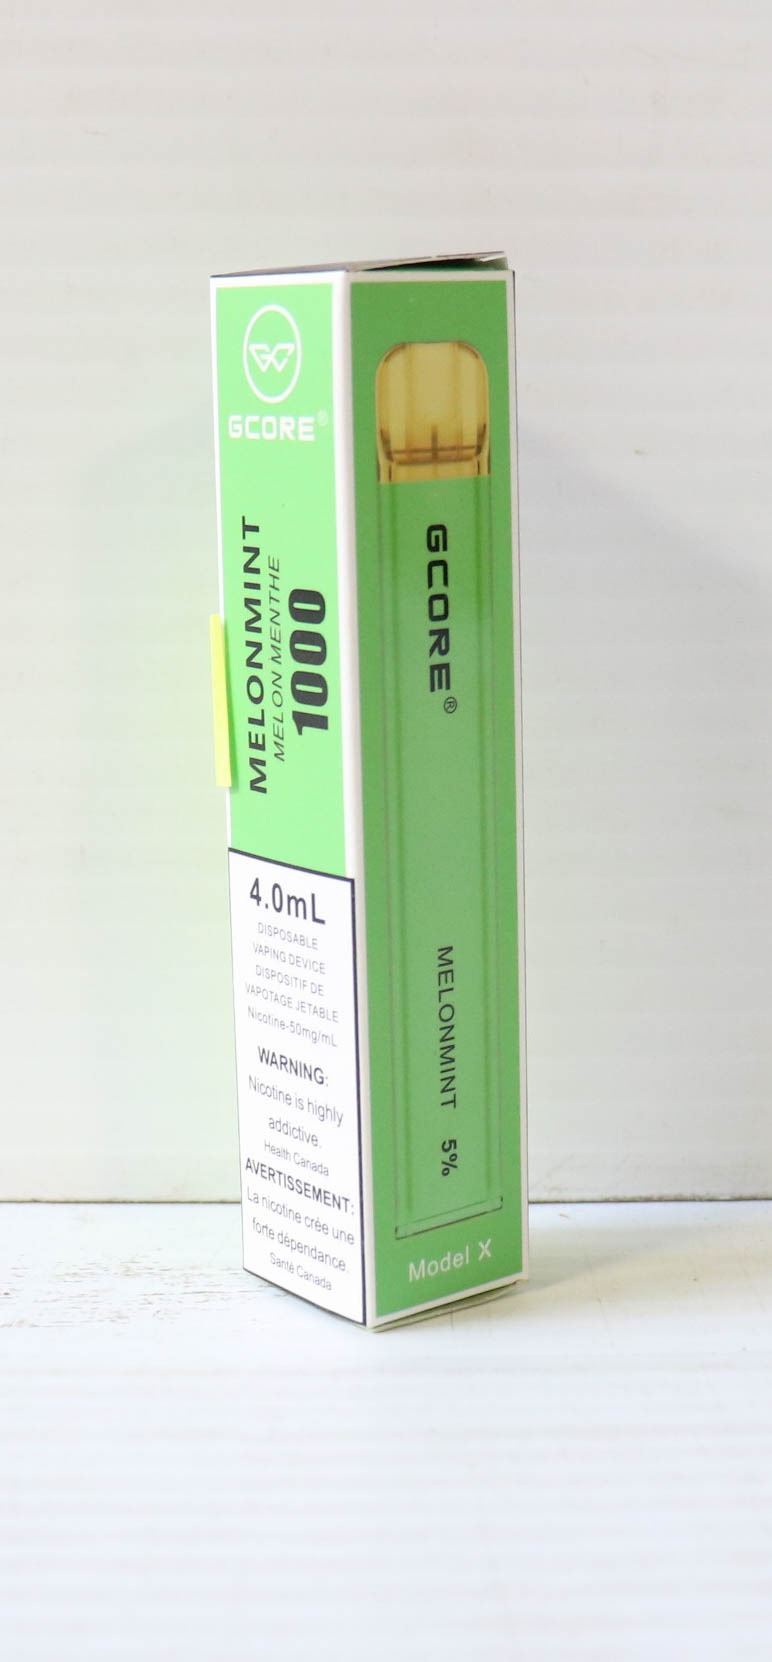 GC
GCORE®
MELONMINT
MELON MENTHE
1000
4.0mL
DISPOSABLE
VAPING DEVICE
DISPOSITIF DE
VAPOTAGE JETABLE
Nicotine-50mg/mL
WARNING:
Nicotine is highly
addictive.
Health Canada
AVERTISSEMENT:
La nicotine crée une
forte dépendance.
Santé Canada
GCORE®
MELONMINT 5%
Model X